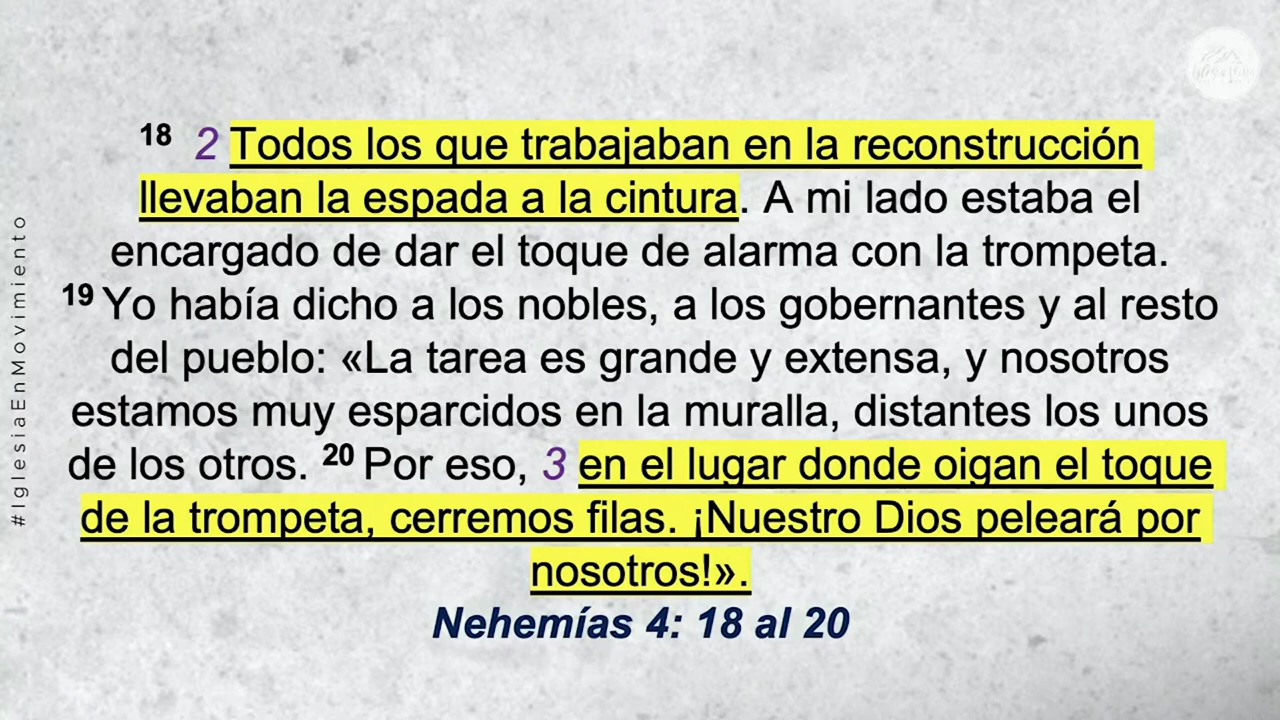 18 2 Todos los que trabajaban en la reconstrucción
llevaban la espada a la cintura. A mi lado estaba el
encargado de dar el toque de alarma con la trompeta.
19 Yo había dicho a los nobles, a los gobernantes y al resto
del pueblo: «La tarea es grande y extensa, y nosotros
estamos muy esparcidos en la muralla, distantes los unos
de los otros. 20 Por eso, 3 en el lugar donde oigan el toque
de la trompeta, cerremos filas. ¡Nuestro Dios peleará por
nosotros!».
Nehemías 4: 18 al 20
#IglesiaEnMovimiento